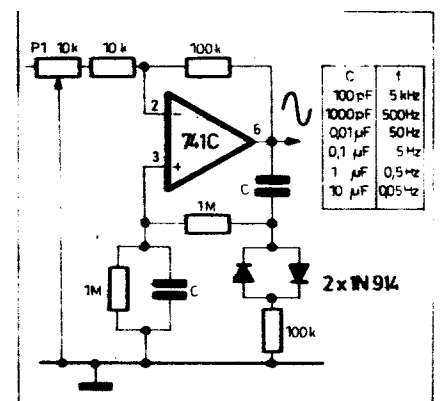 P1 10k 10k 100k
2 −
741C 6
3 +
C
1M
1M C
2x1N914
100k
C f
100pF 5kHz
1000pF 500Hz
0,01µF 50Hz
0,1 µF 5Hz
1 µF 0,5Hz
10 µF 0,05Hz